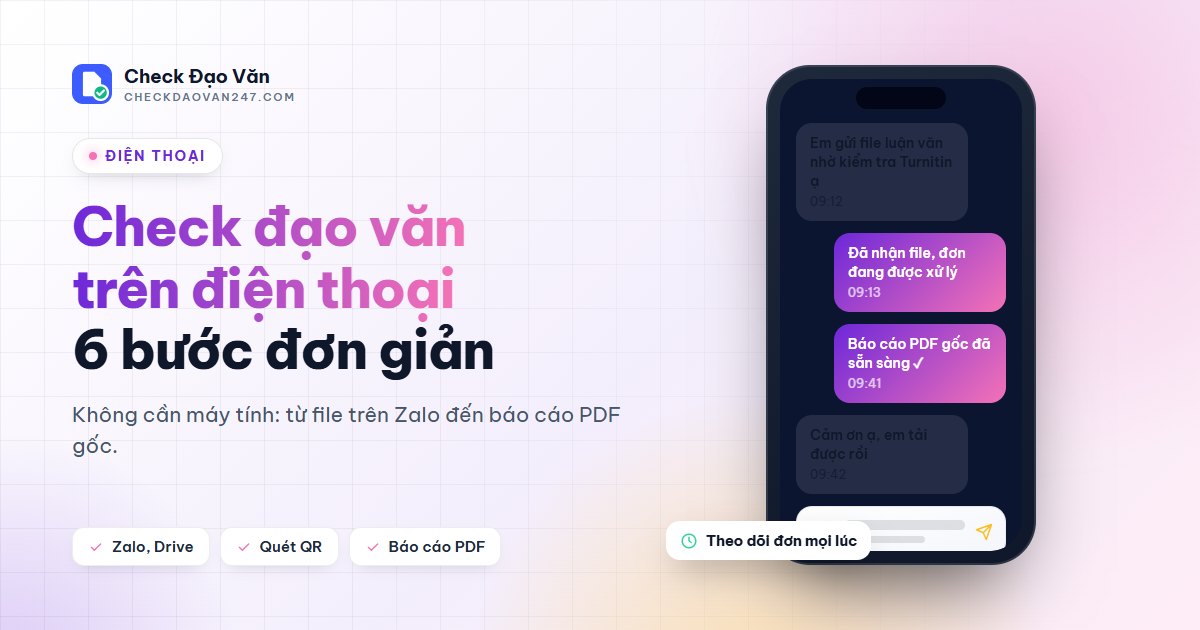 Check Đạo Văn
CHECKDAOVAN247.COM
ĐIỆN THOẠI
Check đạo văn
trên điện thoại
6 bước đơn giản
Không cần máy tính: từ file trên Zalo đến báo cáo PDF
gốc.
Zalo, Drive
Quét QR
Báo cáo PDF
Em gửi file luận văn
nhờ kiểm tra Turnitin
ạ
09:12
Đã nhận file, đơn
đang được xử lý
09:13
Báo cáo PDF gốc đã
sẵn sàng ✓
09:41
Cảm ơn ạ, em tải
được rồi
09:42
Theo dõi đơn mọi lúc